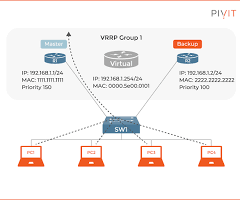 PIVIT
VRRP Group 1
Master
Backup
R1
Virtual
R2
IP: 192.168.1.1/24
MAC: 1111.1111.1111
Priority 150
IP: 192.168.1.254/24
MAC: 0000.5e00.0101
IP: 192.168.1.2/24
MAC: 2222.2222.2222
Priority 100
SW1
PC1
PC2
PC3
PC4